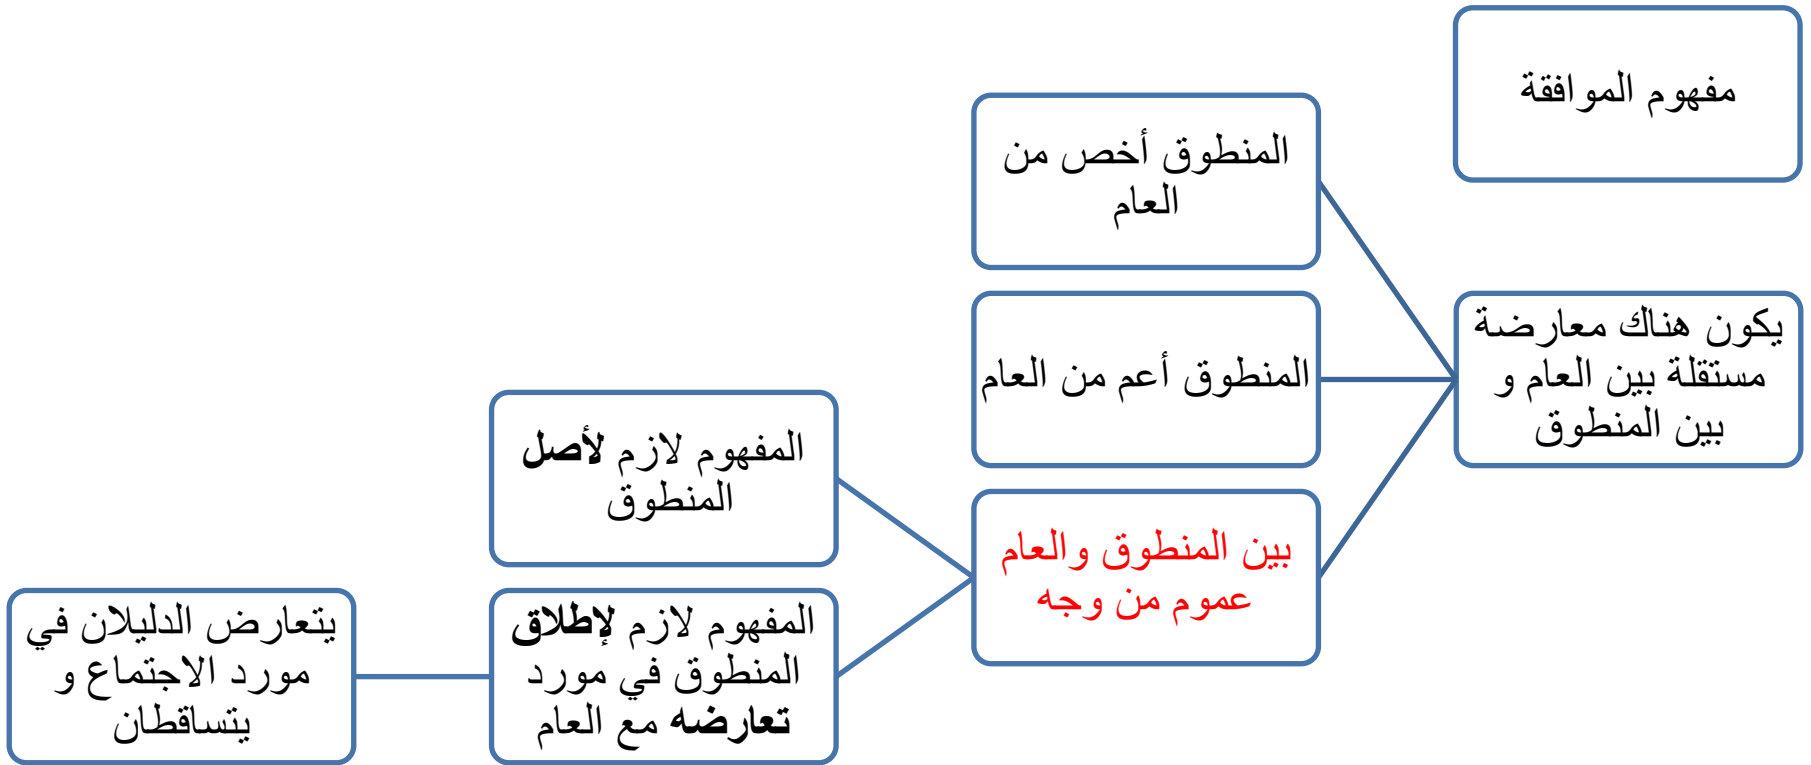 مفهوم الموافقة
يكون هناك معارضة
مستقلة بين العام و
بين المنطوق
المنطوق أخص من
العام
المنطوق أعم من العام
بين المنطوق والعام
عموم من وجه
المفهوم لازم لأصل
المنطوق
المفهوم لازم لإطلاق
المنطوق في مورد
تعارضه مع العام
يتعارض الدليلان في
مورد الاجتماع و
يتساقطان